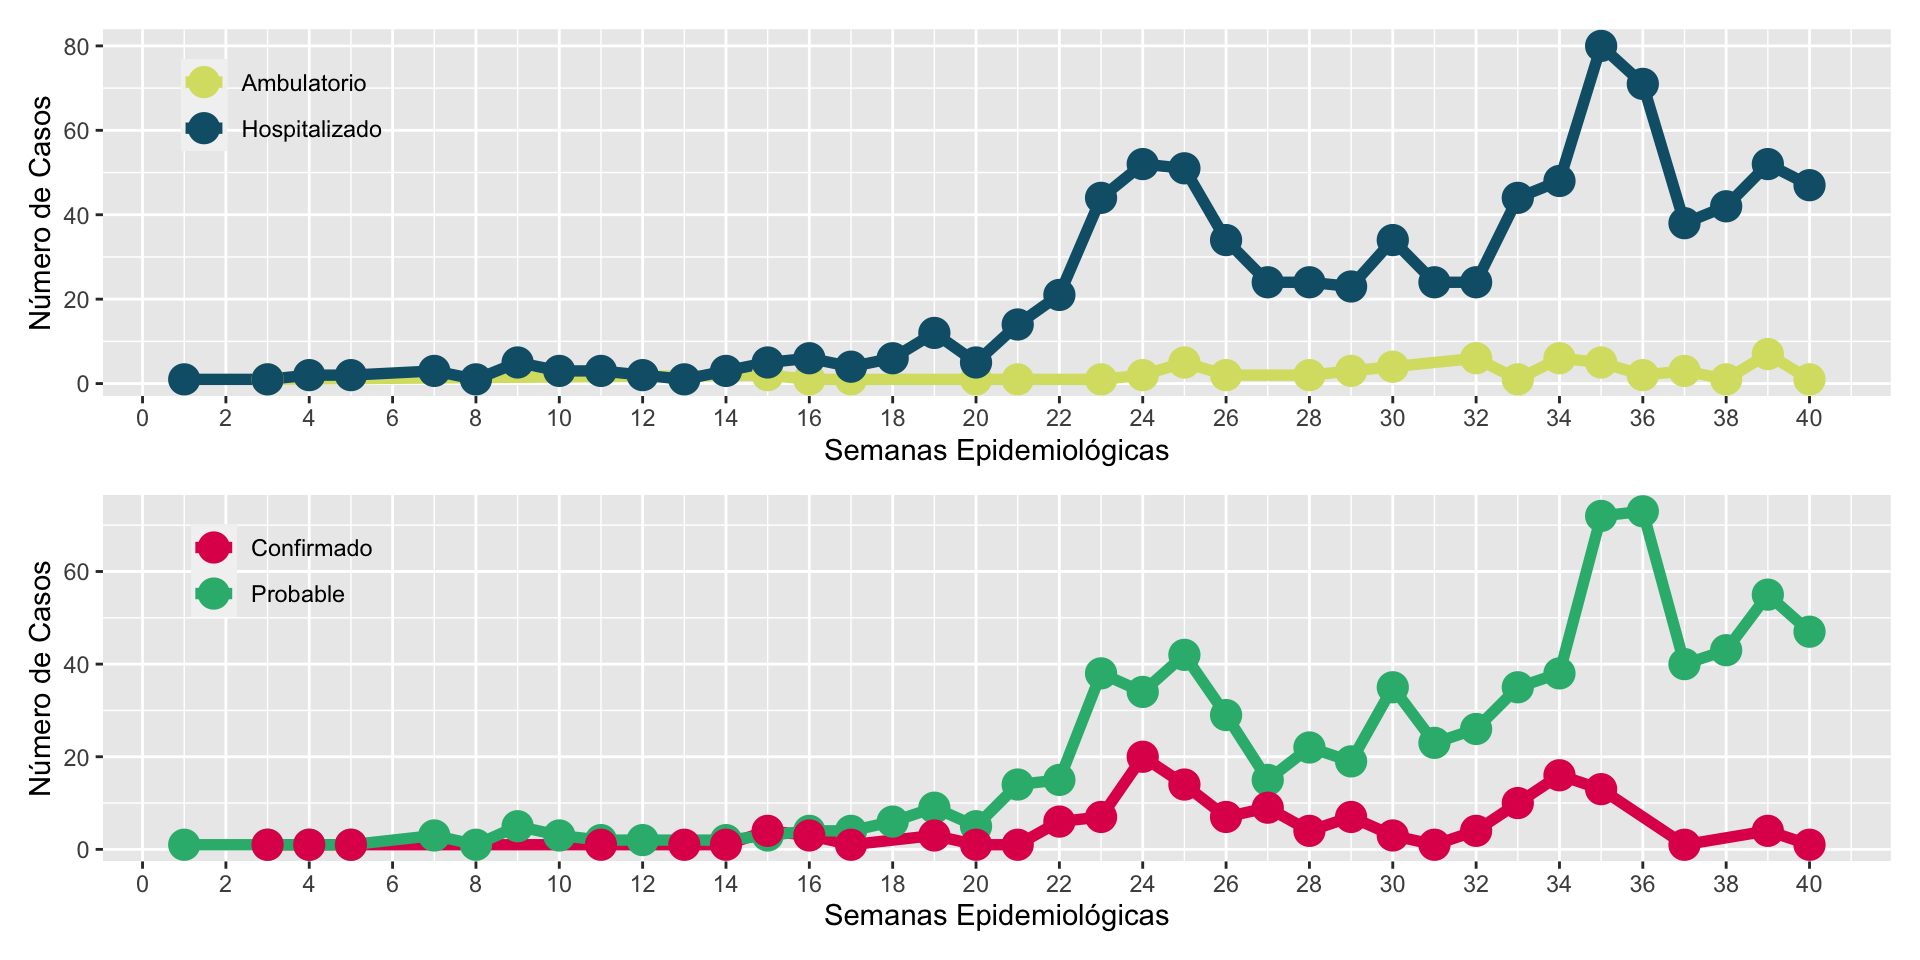 Número de Casos
80
60
40
20
0
Ambulatorio
Hospitalizado
0 2 4 6 8 10 12 14 16 18 20 22 24 26 28 30 32 34 36 38 40
Semanas Epidemiológicas
Número de Casos
60
40
20
0
Confirmado
Probable
0 2 4 6 8 10 12 14 16 18 20 22 24 26 28 30 32 34 36 38 40
Semanas Epidemiológicas